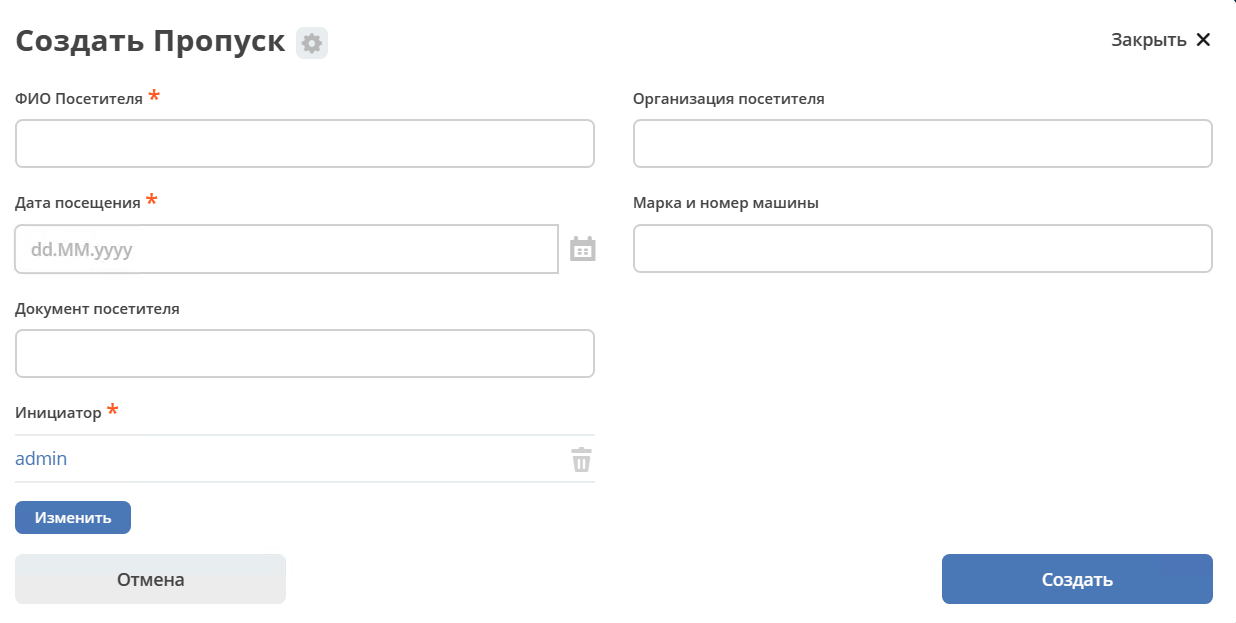 Создать Пропуск
Закрыть
ФИО Посетителя *
Организация посетителя
Дата посещения *
Марка и номер машины
dd.MM.yyyy
Документ посетителя
Инициатор *
admin
Изменить
Отмена
Создать